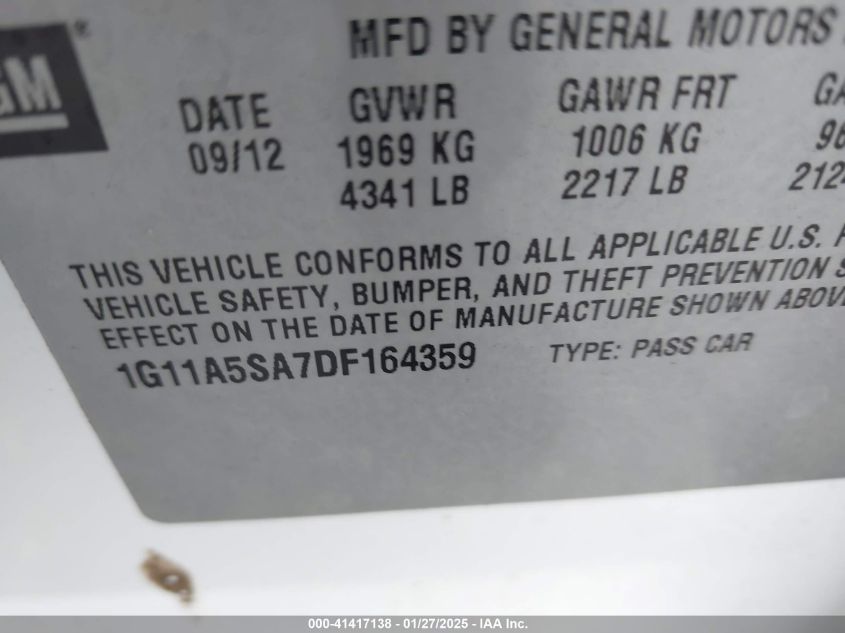 GM®
MFD BY GENERAL MOTORS
DATE GVWR GAWR FRT
09/12 1969 KG 1006 KG
4341 LB 2217 LB
THIS VEHICLE CONFORMS TO ALL APPLICABLE U.S.
VEHICLE SAFETY, BUMPER, AND THEFT PREVENTION
EFFECT ON THE DATE OF MANUFACTURE SHOWN ABOVE
1G11A5SA7DF164359 TYPE: PASS CAR
000-41417138 - 01/27/2025 - IAA Inc.